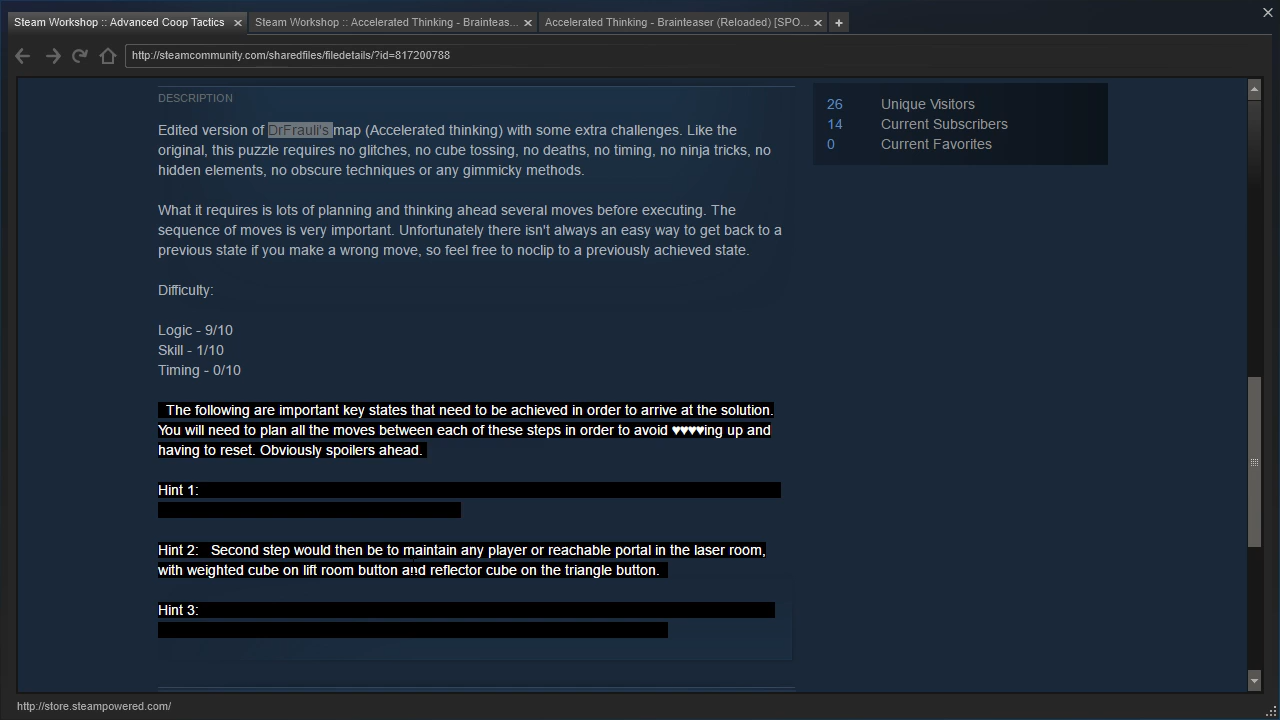 Steam Workshop :: Advanced Coop Tactics
Steam Workshop :: Accelerated Thinking - Brainteas...
Accelerated Thinking - Brainteaser (Reloaded) [SPO...
http://steamcommunity.com/sharedfiles/filedetails/?id=817200788
DESCRIPTION
Edited version of DrFrauli's map (Accelerated thinking) with some extra challenges. Like the
original, this puzzle requires no glitches, no cube tossing, no deaths, no timing, no ninja tricks, no
hidden elements, no obscure techniques or any gimmicky methods.
What it requires is lots of planning and thinking ahead several moves before executing. The
sequence of moves is very important. Unfortunately there isn't always an easy way to get back to a
previous state if you make a wrong move, so feel free to noclip to a previously achieved state.
Difficulty:
Logic - 9/10
Skill - 1/10
Timing - 0/10
The following are important key states that need to be achieved in order to arrive at the solution.
You will need to plan all the moves between each of these steps in order to avoid ♥♥♥♥ing up and
having to reset. Obviously spoilers ahead.
Hint 1:
Hint 2: Second step would then be to maintain any player or reachable portal in the laser room,
with weighted cube on lift room button and reflector cube on the triangle button.
Hint 3:
26 Unique Visitors
14 Current Subscribers
0 Current Favorites
http://store.steampowered.com/